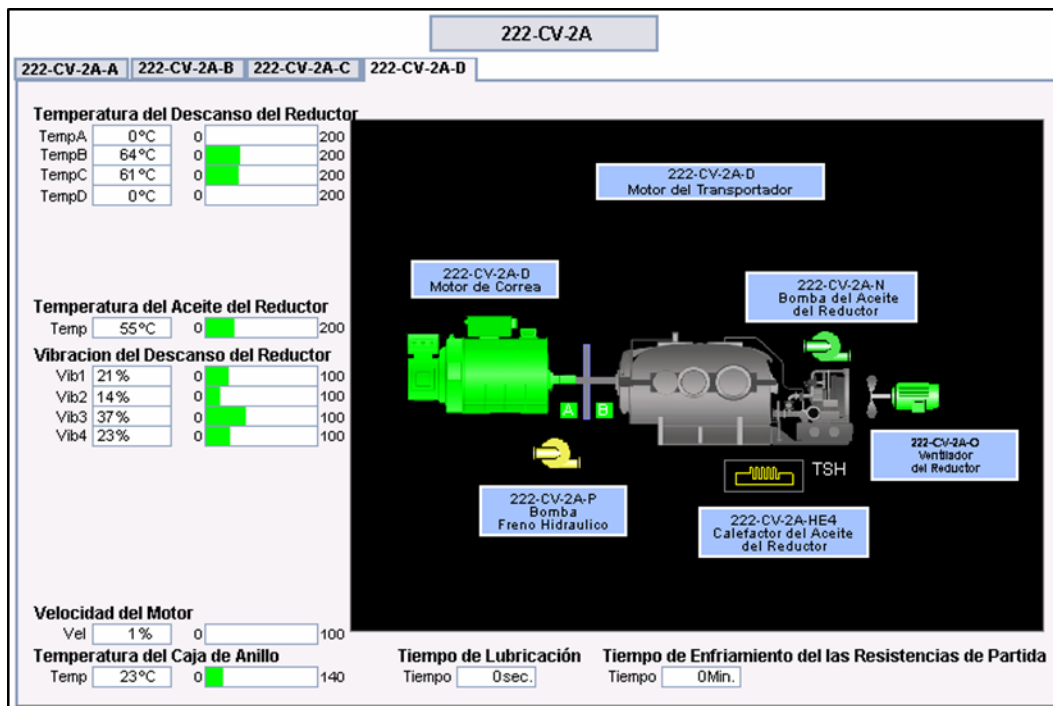 222-CV-2A
222-CV-2A-A 222-CV-2A-B 222-CV-2A-C 222-CV-2A-D
Temperatura del Descanso del Reductor
TempA 0°C 0 200
TempB 64°C 0 200
TempC 61°C 0 200
TempD 0°C 0 200
Temperatura del Aceite del Reductor
Temp 55°C 0 200
Vibracion del Descanso del Reductor
Vib1 21% 0 100
Vib2 14% 0 100
Vib3 37% 0 100
Vib4 23% 0 100
Velocidad del Motor
Vel 1% 0 100
Temperatura del Caja de Anillo
Temp 23°C 0 140
222-CV-2A-D
Motor del Transportador
222-CV-2A-D
Motor de Correa
222-CV-2A-N
Bomba del Aceite
del Reductor
A B
222-CV-2A-O
Ventilador
del Reductor
TSH
222-CV-2A-P
Bomba
Freno Hidraulico
222-CV-2A-HE4
Calefactor del Aceite
del Reductor
Tiempo de Lubricación
Tiempo 0sec.
Tiempo de Enfriamiento del las Resistencias de Partida
Tiempo 0Min.